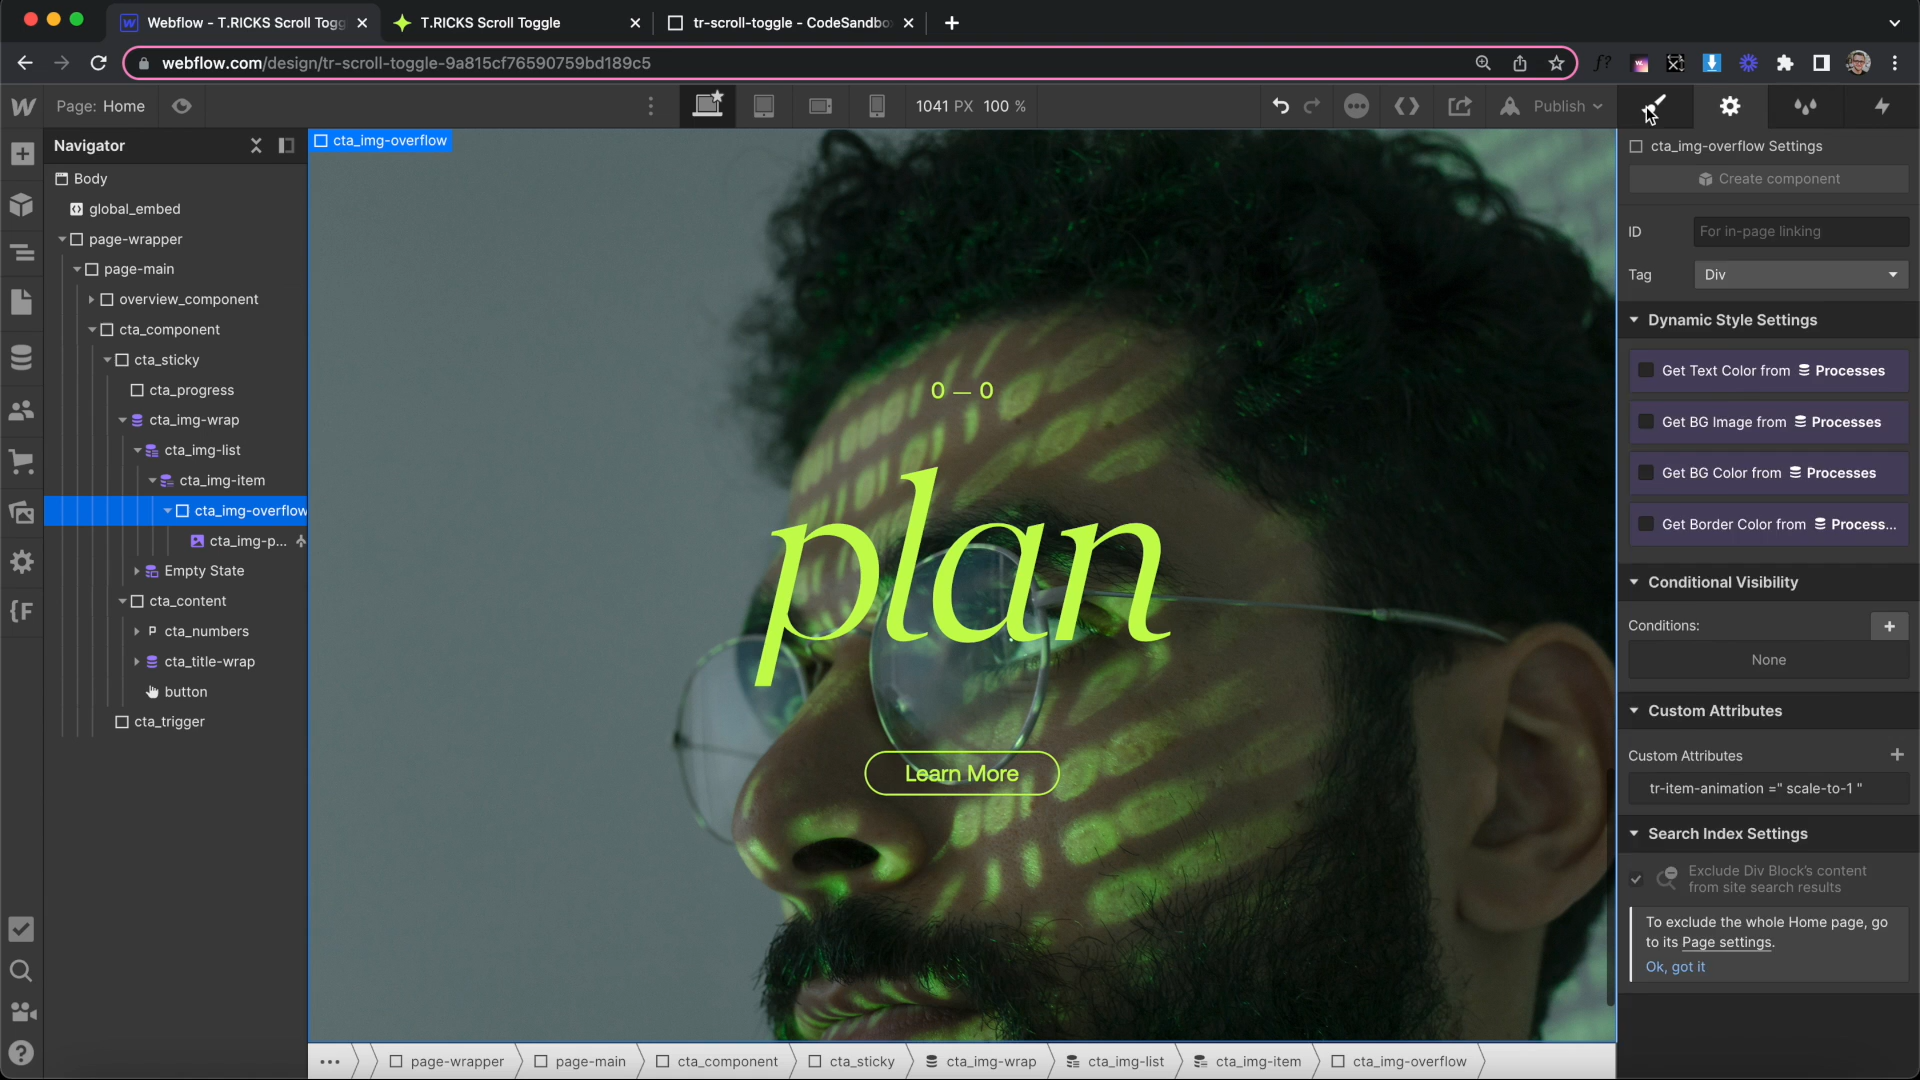 Webflow - T.RICKS Scroll Togg
T.RICKS Scroll Toggle
tr-scroll-toggle - CodeSandbo
webflow.com/design/tr-scroll-toggle-9a815cf76590759bd189c5
Page: Home
1041 PX 100 %
Publish
Navigator
Body
global_embed
page-wrapper
page-main
overview_component
cta_component
cta_sticky
cta_progress
cta_img-wrap
cta_img-list
cta_img-item
cta_img-overflow
cta_img-p...
Empty State
cta_content
P cta_numbers
cta_title-wrap
button
cta_trigger
cta_img-overflow
0 — 0
plan
Learn More
cta_img-overflow Settings
Create component
ID For in-page linking
Tag Div
Dynamic Style Settings
Get Text Color from Processes
Get BG Image from Processes
Get BG Color from Processes
Get Border Color from Process...
Conditional Visibility
Conditions:
None
Custom Attributes
Custom Attributes
tr-item-animation =" scale-to-1 "
Search Index Settings
Exclude Div Block's content
from site search results
To exclude the whole Home page, go
to its Page settings.
Ok, got it
page-wrapper page-main cta_component cta_sticky cta_img-wrap cta_img-list cta_img-item cta_img-overflow